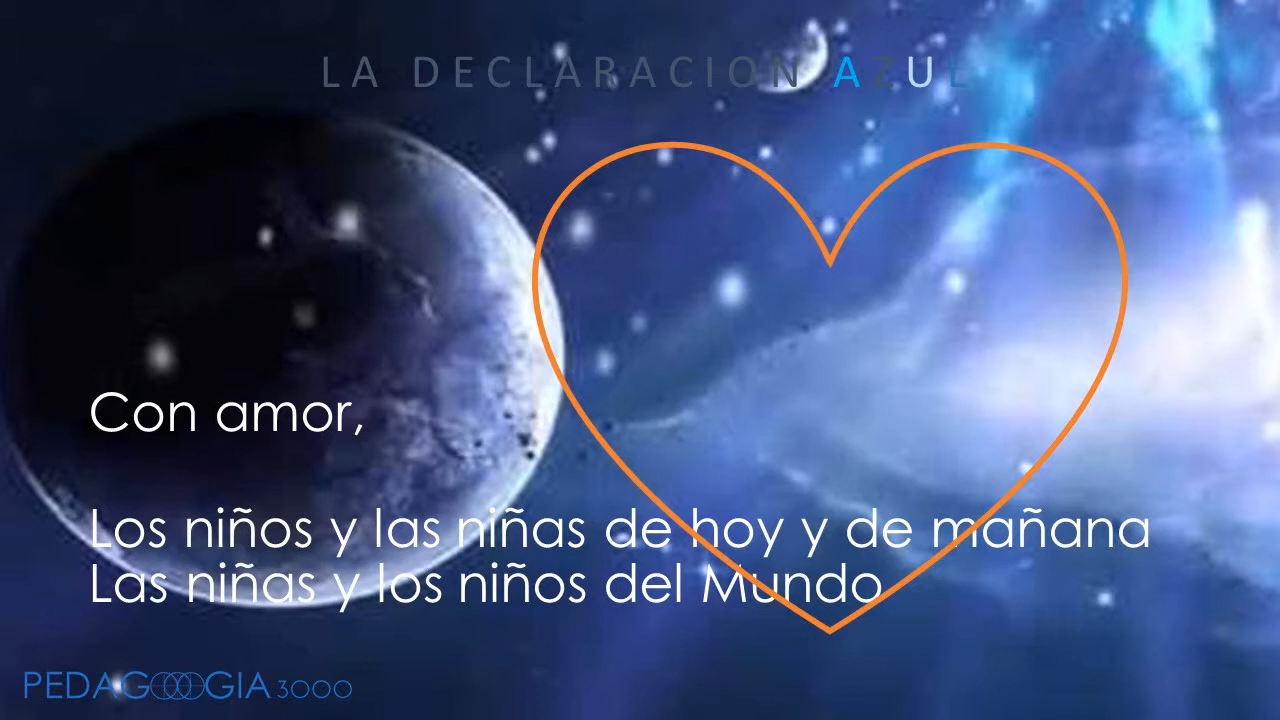 LA DECLARACION AZUL
Con amor,
Los niños y las niñas de hoy y de mañana
Las niñas y los niños del Mundo
PEDAGOOOGIA 3000